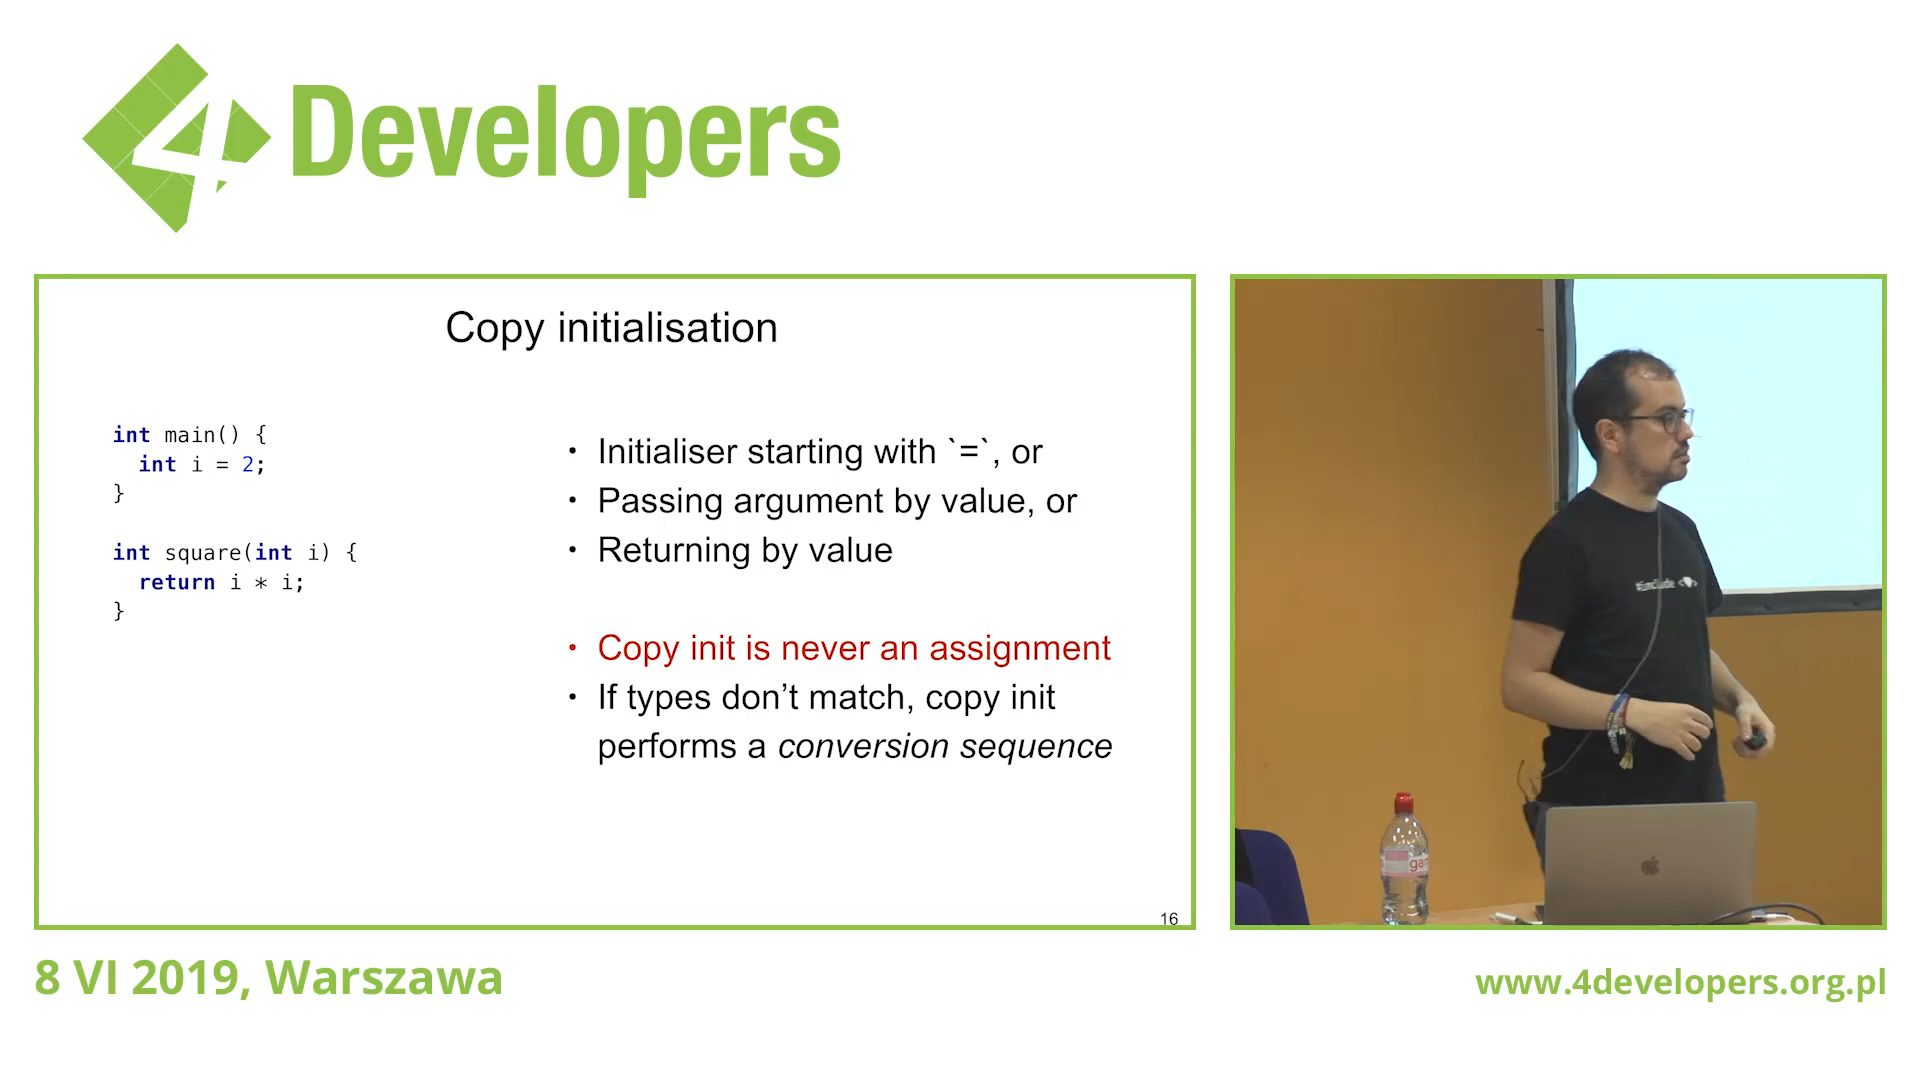 4Developers
Copy initialisation
int main() {
int i = 2;
}
int square(int i) {
return i * i;
}
• Initialiser starting with `=`, or
• Passing argument by value, or
• Returning by value
• Copy init is never an assignment
• If types don’t match, copy init
performs a conversion sequence
16
#include <
8 VI 2019, Warszawa
www.4developers.org.pl